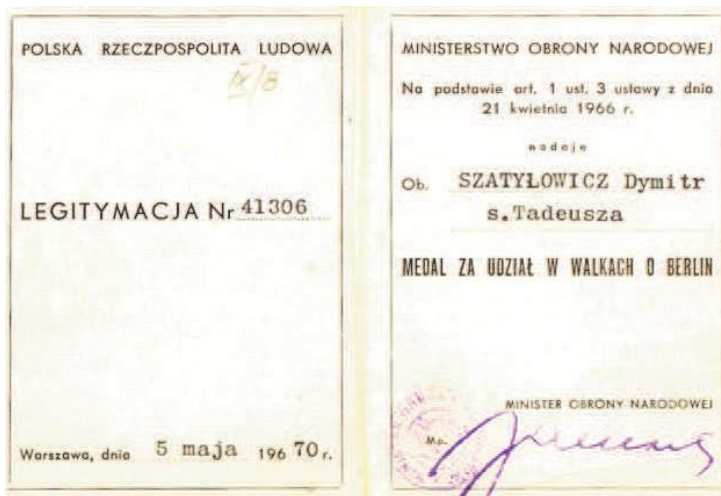 POLSKA RZECZPOSPOLITA LUDOWA
IX/8
LEGITYMACJA Nr 41306
Warszawa, dnia 5 maja 196 70 r.
MINISTERSTWO OBRONY NARODOWEJ
Na podstawie art. 1 ust. 3 ustawy z dnia
21 kwietnia 1966 r.
nadaje
Ob. SZATYŁOWICZ Dymitr
s.Tadeusza
MEDAL ZA UDZIAŁ W WALKACH O BERLIN
MINISTER OBRONY NARODOWEJ
Mp.